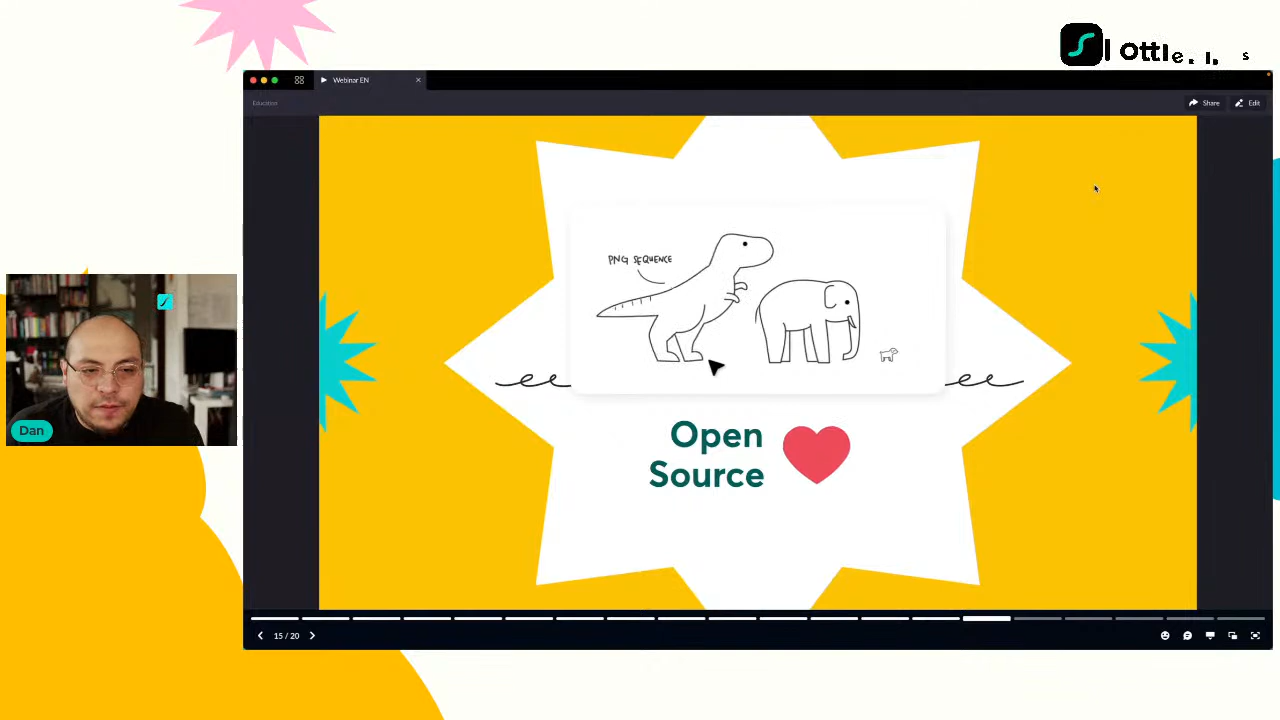 Webinar EN
Education
Share
Edit
PNG SEQUENCE
Open
Source
Dan
15 / 20